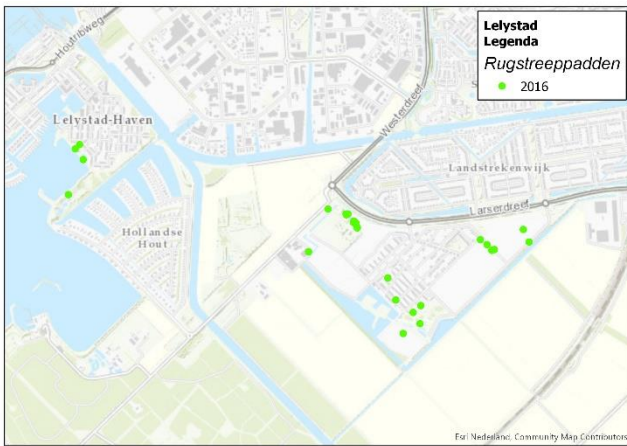 Lelystad
Legenda
Rugstreeppadden
2016
Houtribweg
Westerdreef
Lelystad-Haven
Landstrekenwijk
Larserdreef
Hollandse
Hout
Esri Nederland, Community Map Contributors